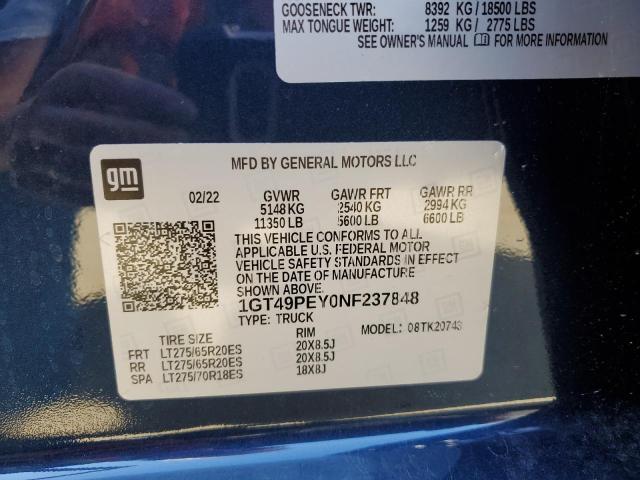 GOOSENECK TWR: 8392 KG / 18500 LBS
MAX TONGUE WEIGHT: 1259 KG / 2775 LBS
SEE OWNER'S MANUAL FOR MORE INFORMATION
gm
MFD BY GENERAL MOTORS LLC
02/22 GVWR GAWR FRT GAWR RR
5148 KG 2540 KG 2994 KG
11350 LB 5600 LB 6600 LB
THIS VEHICLE CONFORMS TO ALL
APPLICABLE U.S. FEDERAL MOTOR
VEHICLE SAFETY STANDARDS IN EFFECT
ON THE DATE OF MANUFACTURE
SHOWN ABOVE.
1GT49PEY0NF237848
TYPE: TRUCK
TIRE SIZE RIM MODEL: 08TK20743
FRT LT275/65R20ES 20X8.5J
RR LT275/65R20ES 20X8.5J
SPA LT275/70R18ES 18X8J